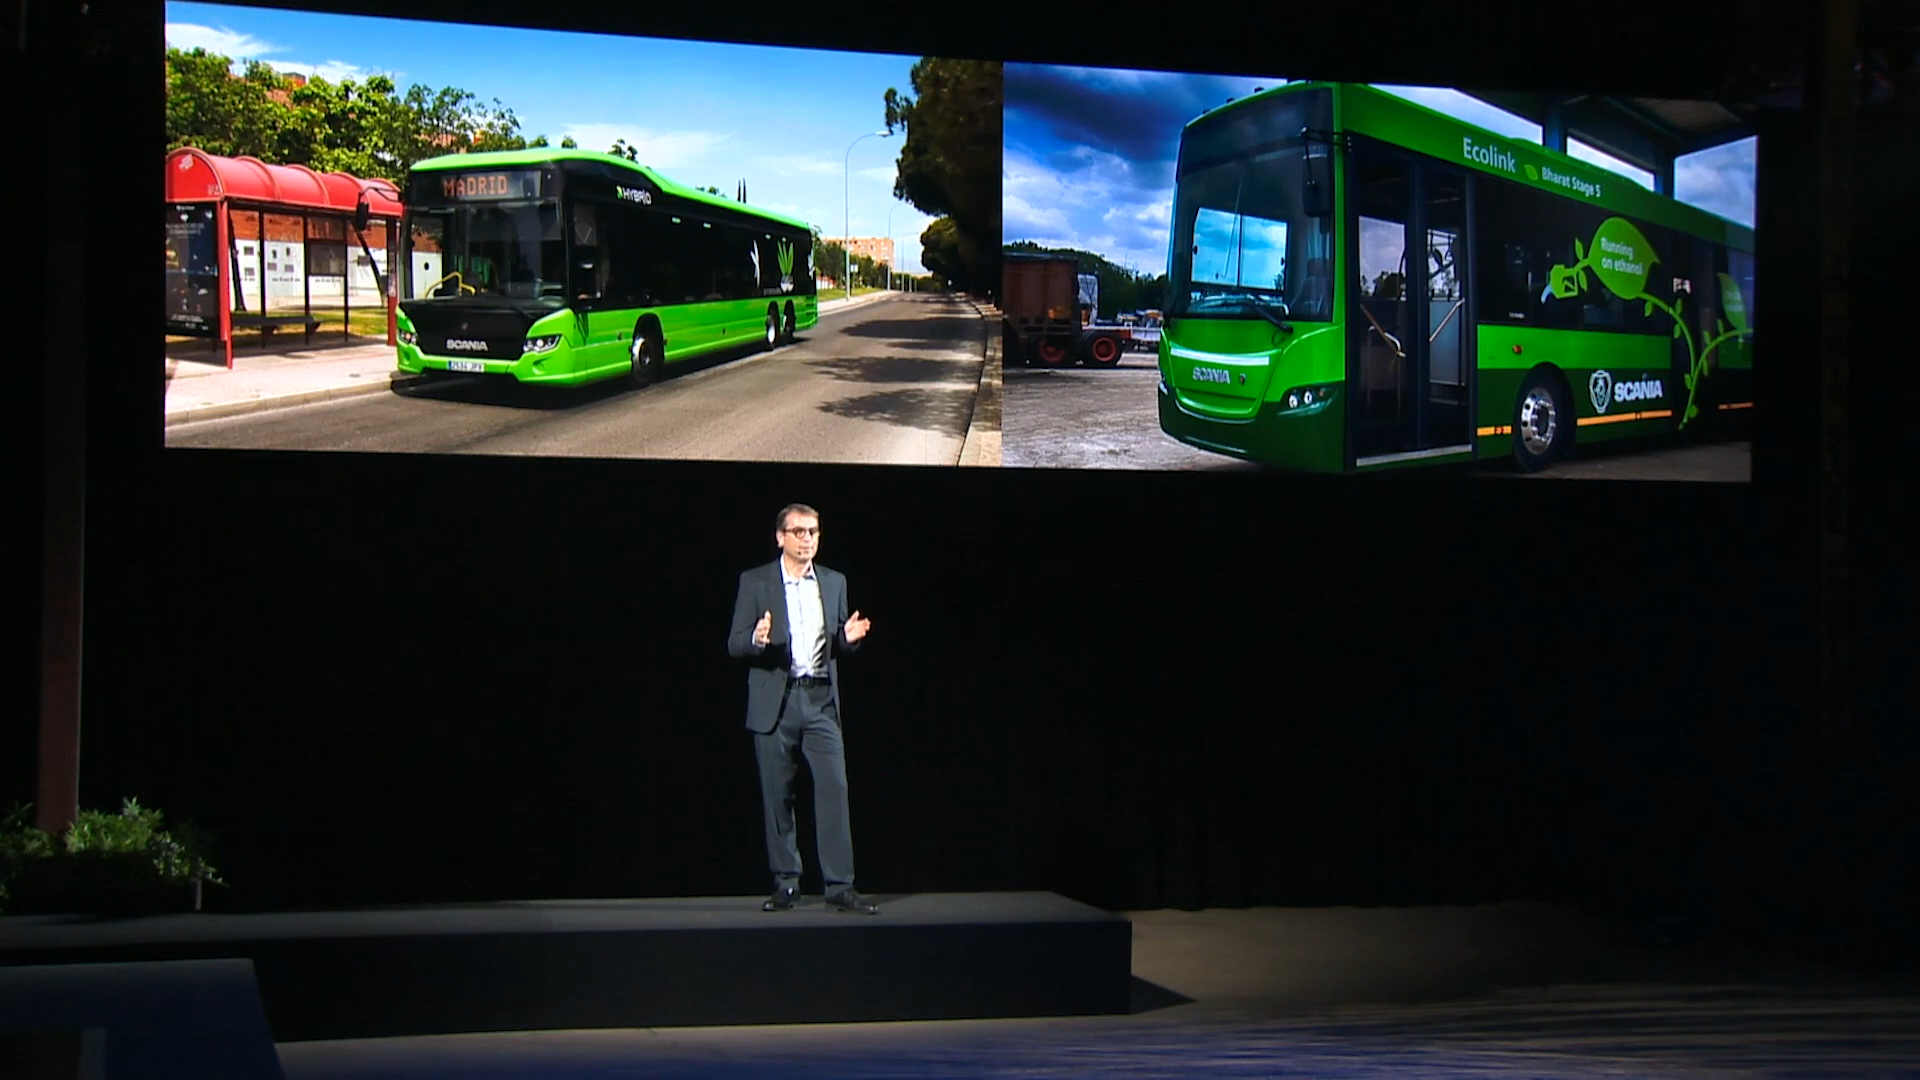 MADRID
HYBRID
SCANIA
Ecolink
Bharat Stage 5
Running
on ethanol
SCANIA
SCANIA